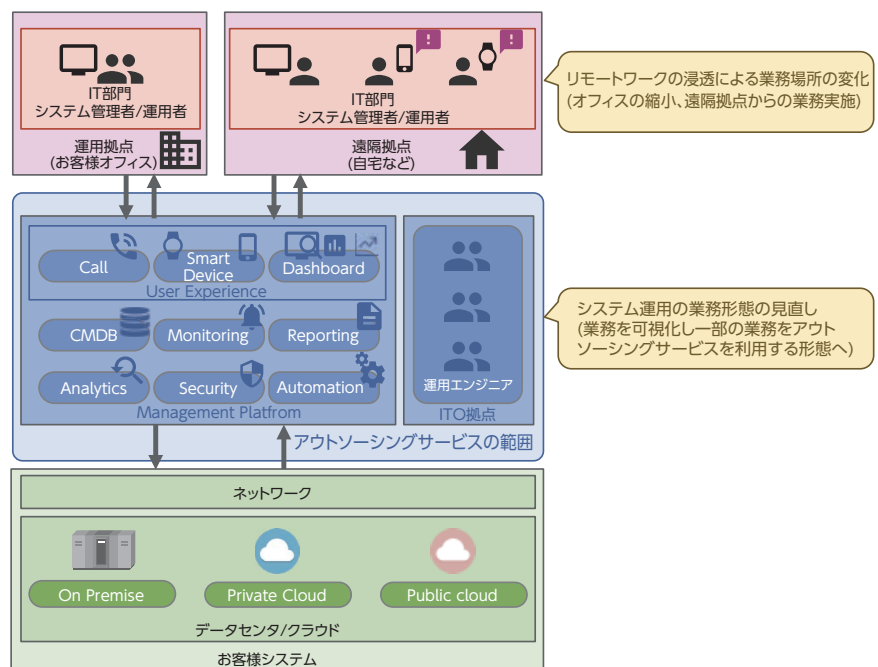 IT部門
システム管理者/運用者
運用拠点
(お客様オフィス)
IT部門
システム管理者/運用者
遠隔拠点
(自宅など)
リモートワークの浸透による業務場所の変化
(オフィスの縮小、遠隔拠点からの業務実施)
Call
Smart
Device
Dashboard
User Experience
CMDB
Monitoring
Reporting
Analytics
Security
Automation
Management Platfrom
運用エンジニア
ITO拠点
アウトソーシングサービスの範囲
システム運用の業務形態の見直し
(業務を可視化し一部の業務をアウト
ソーシングサービスを利用する形態へ)
ネットワーク
On Premise
Private Cloud
Public cloud
データセンタ/クラウド
お客様システム